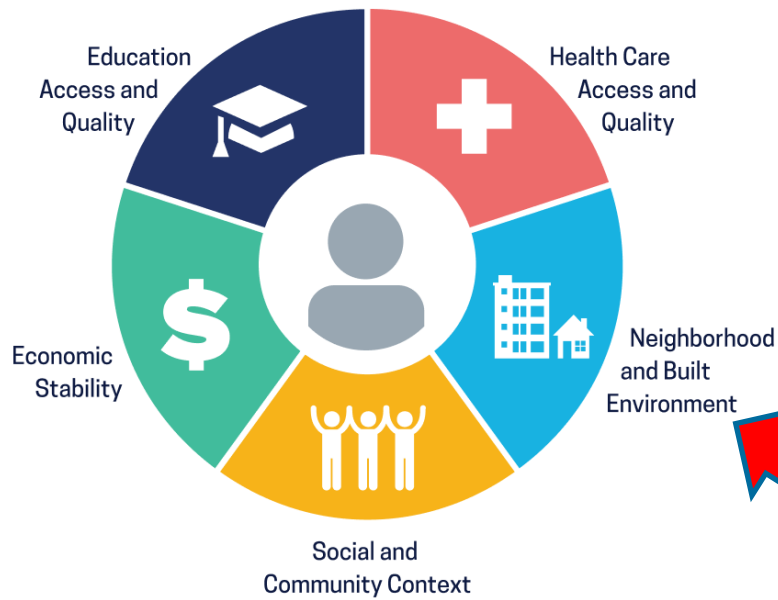 Education
Access and
Quality
Health Care
Access and
Quality
Economic
Stability
$
Neighborhood
and Built
Environment
Social and
Community Context